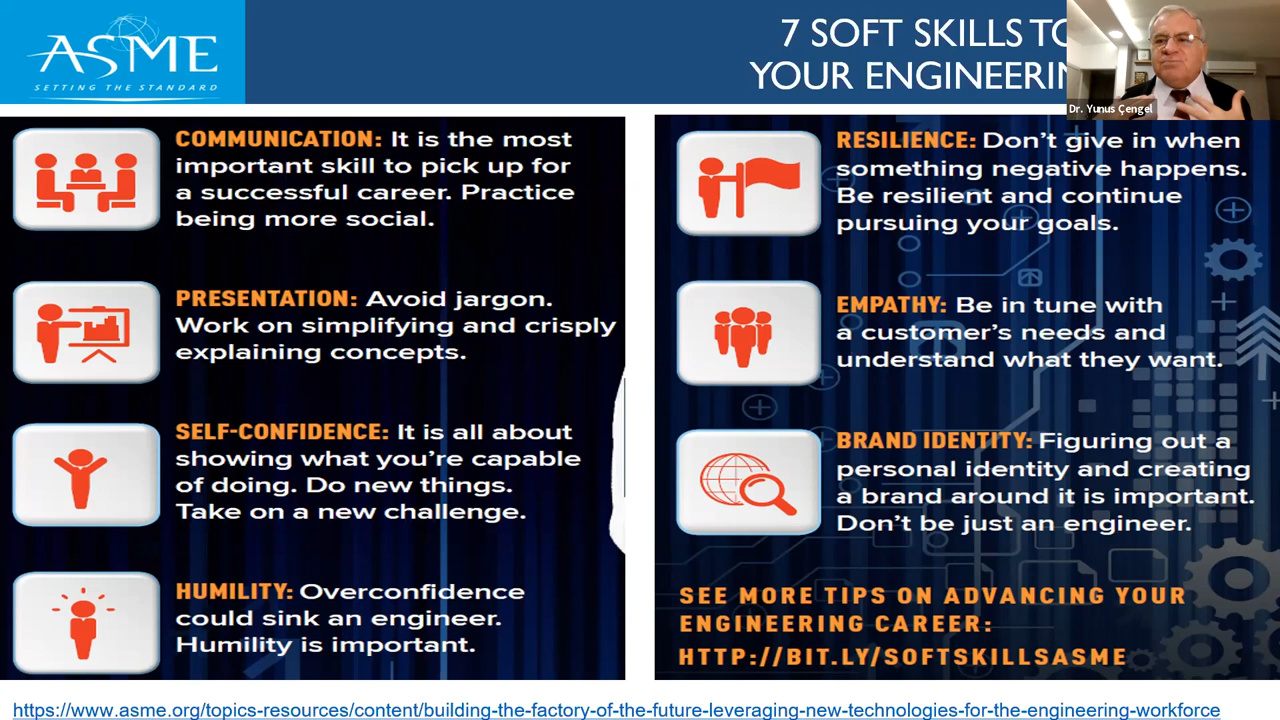 ASME
SETTING THE STANDARD
7 SOFT SKILLS TO
YOUR ENGINEERIN
Dr. Yunus Çengel
COMMUNICATION: It is the most
important skill to pick up for
a successful career. Practice
being more social.
PRESENTATION: Avoid jargon.
Work on simplifying and crisply
explaining concepts.
SELF-CONFIDENCE: It is all about
showing what you’re capable
of doing. Do new things.
Take on a new challenge.
HUMILITY: Overconfidence
could sink an engineer.
Humility is important.
RESILIENCE: Don’t give in when
something negative happens.
Be resilient and continue
pursuing your goals.
EMPATHY: Be in tune with
a customer’s needs and
understand what they want.
BRAND IDENTITY: Figuring out a
personal identity and creating
a brand around it is important.
Don’t be just an engineer.
SEE MORE TIPS ON ADVANCING YOUR
ENGINEERING CAREER:
HTTP://BIT.LY/SOFTSKILLSASME
https://www.asme.org/topics-resources/content/building-the-factory-of-the-future-leveraging-new-technologies-for-the-engineering-workforce